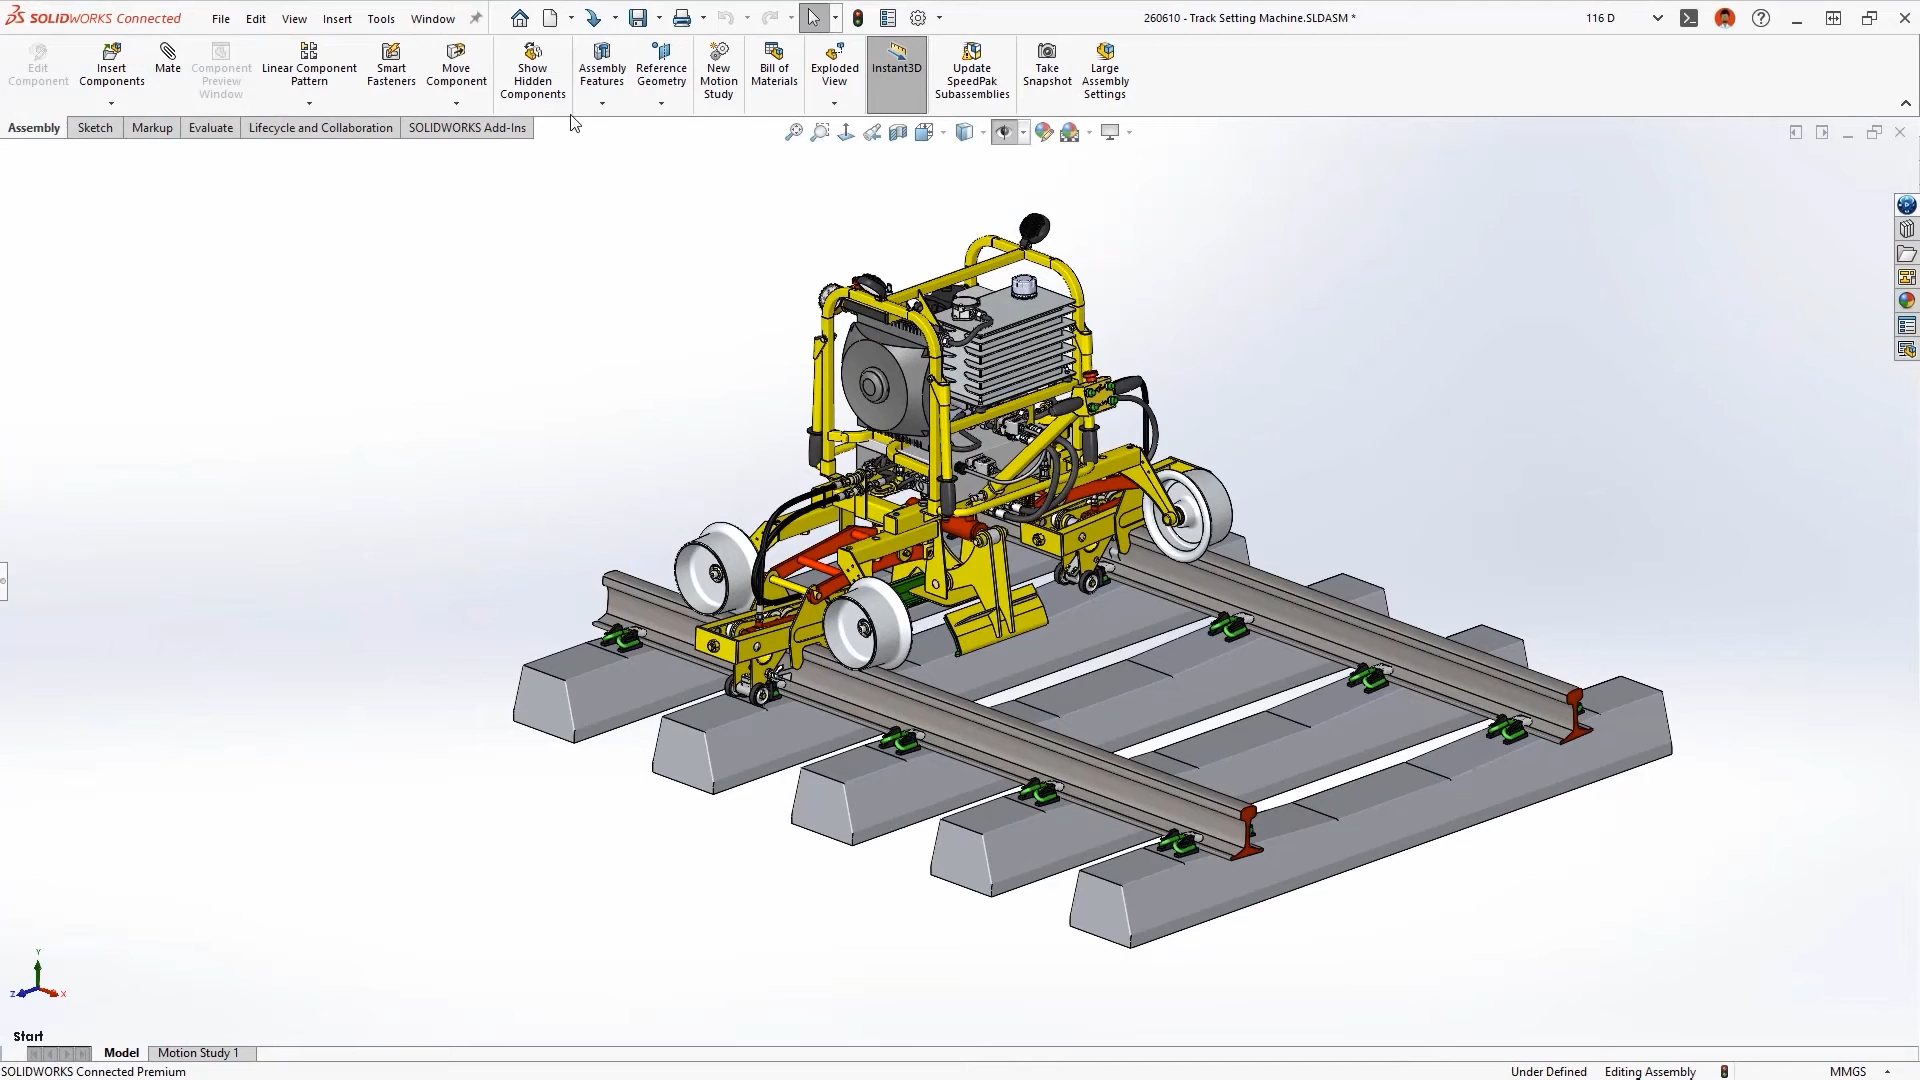 SOLIDWORKS Connected File Edit View Insert Tools Window 260610 - Track Setting Machine.SLDASM * 116 D
Edit Component
Insert Components
Mate
Component Preview Window
Linear Component Pattern
Smart Fasteners
Move Component
Show Hidden Components
Assembly Features
Reference Geometry
New Motion Study
Bill of Materials
Exploded View
Instant3D
Update SpeedPak Subassemblies
Take Snapshot
Large Assembly Settings
Assembly Sketch Markup Evaluate Lifecycle and Collaboration SOLIDWORKS Add-Ins
Y
Z X
Start
Model Motion Study 1
SOLIDWORKS Connected Premium Under Defined Editing Assembly MMGS